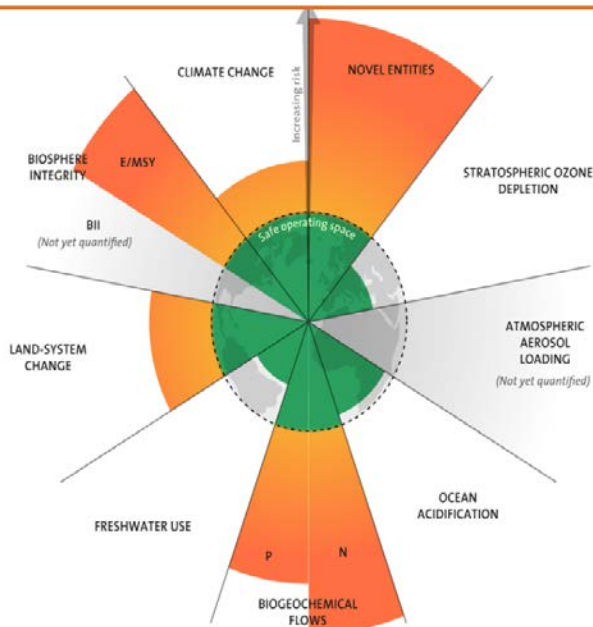 CLIMATE CHANGE
Increasing risk
NOVEL ENTITIES
BIOSPHERE
INTEGRITY
E/MSY
STRATOSPHERIC OZONE
DEPLETION
BII
(Not yet quantified)
Safe operating space
LAND-SYSTEM
CHANGE
ATMOSPHERIC
AEROSOL
LOADING
(Not yet quantified)
FRESHWATER USE
OCEAN
ACIDIFICATION
P
N
BIOGEOCHEMICAL
FLOWS